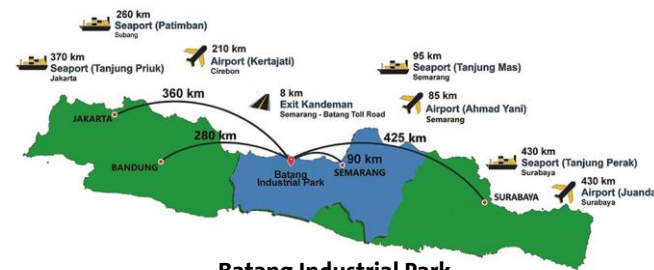 260 km
Seaport (Patimban)
Subang
370 km
Seaport (Tanjung Priuk)
Jakarta
210 km
Airport (Kertajati)
Cirebon
95 km
Seaport (Tanjung Mas)
Semarang
8 km
Exit Kandeman
Semarang - Batang Toll Road
85 km
Airport (Ahmad Yani)
Semarang
360 km
JAKARTA
280 km
425 km
BANDUNG
90 km
Batang
Industrial Park
SEMARANG
430 km
Seaport (Tanjung Perak)
Surabaya
430 km
Airport (Juanda
Surabaya
SURABAYA
Batang Industrial Park